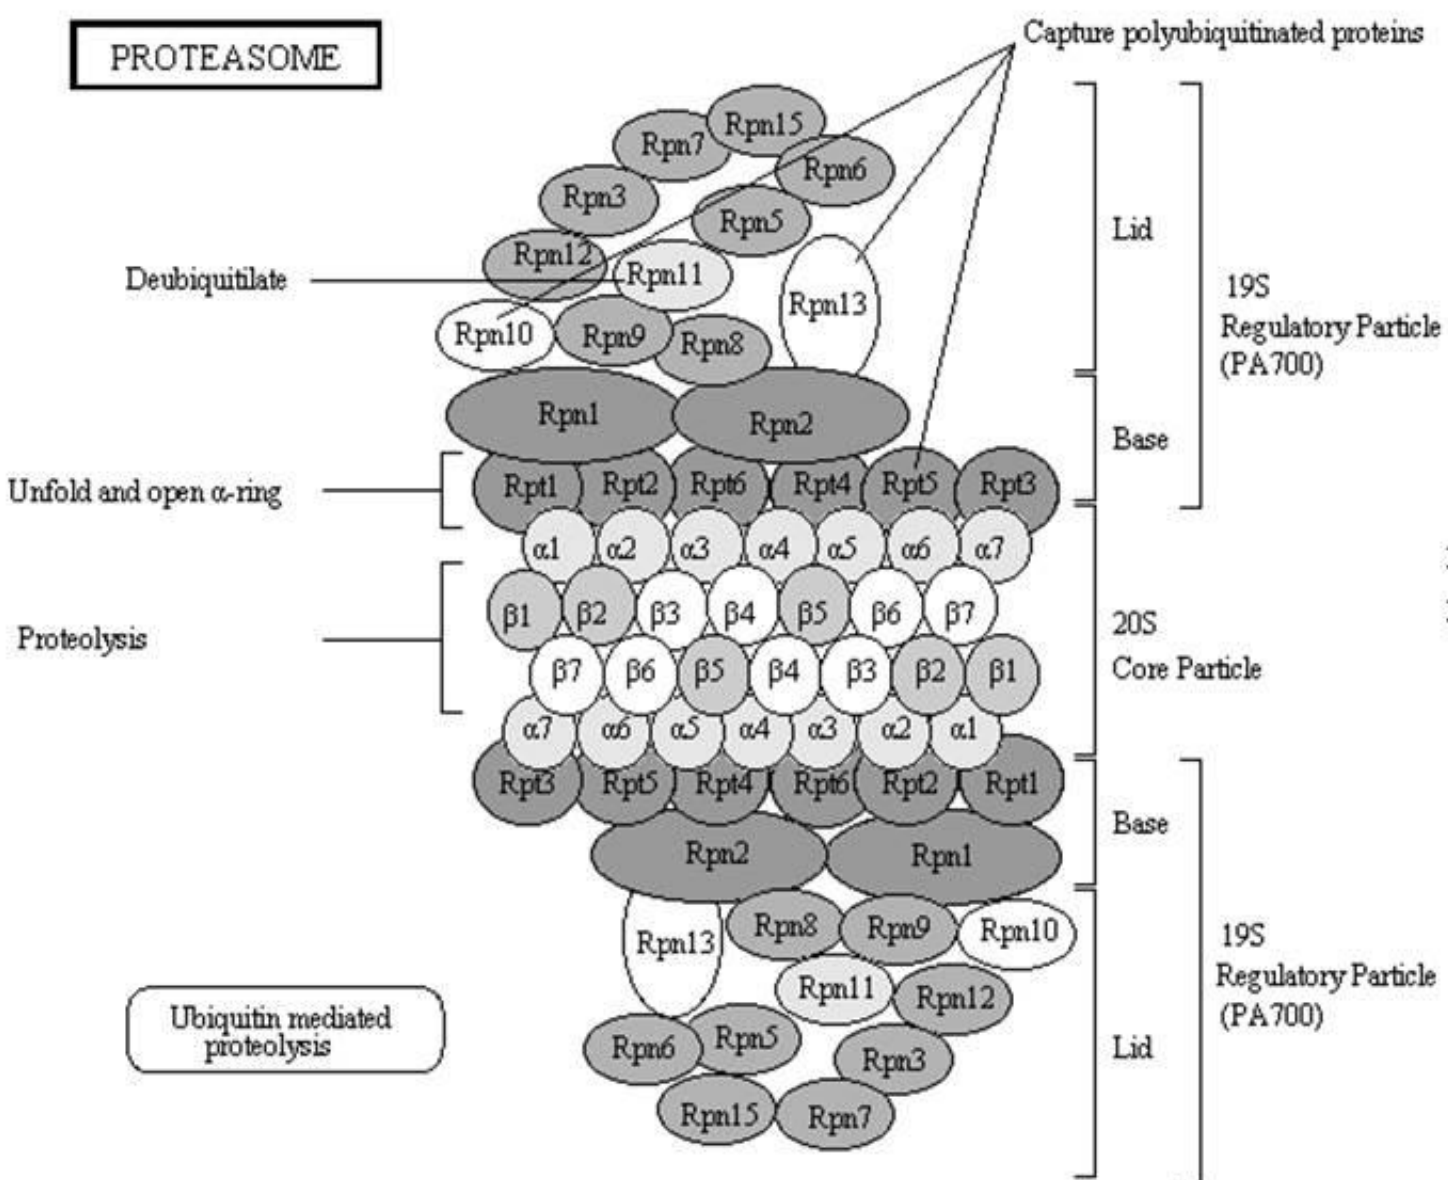 PROTEASOME
Capture polyubiquitinated proteins
Rpn15
Rpn7
Rpn6
Rpn3
Rpn5
Lid
Rpn12
Deubiquitilate
Rpn11
19S
Rpn13
Regulatory Particle
Rpn10
Rpn9
Rpn8
(PA700)
Rpn1
Rpn2
Base
Unfold and open α-ring
Rpt1 Rpt2 Rpt6 Rpt4 Rpt5 Rpt3
α1 α2 α3 α4 α5 α6 α7
β1 β2 β3 β4 β5 β6 β7
Proteolysis
20S
Core Particle
β7 β6 β5 β4 β3 β2 β1
α7 α6 α5 α4 α3 α2 α1
Rpt3 Rpt5 Rpt4 Rpt6 Rpt2 Rpt1
Base
Rpn2 Rpn1
Rpn8 Rpn9 Rpn10
Rpn13
19S
Regulatory Particle
(PA700)
Rpn11 Rpn12
Ubiquitin mediated
proteolysis
Rpn6 Rpn5 Rpn3
Lid
Rpn15 Rpn7